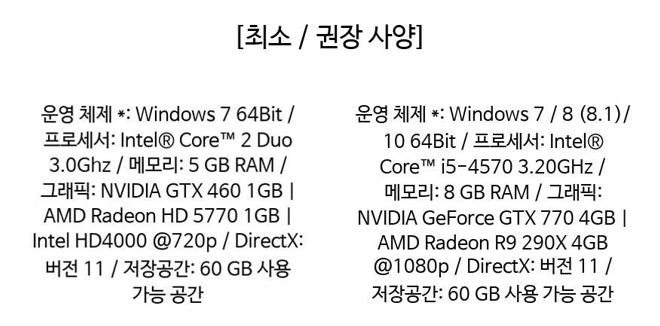 [최소 / 권장 사양]
운영 체제 *: Windows 7 64Bit /
프로세서: Intel® Core™ 2 Duo
3.0Ghz / 메모리: 5 GB RAM /
그래픽: NVIDIA GTX 460 1GB |
AMD Radeon HD 5770 1GB |
Intel HD4000 @720p / DirectX:
버전 11 / 저장공간: 60 GB 사용
가능 공간
운영 체제 *: Windows 7 / 8 (8.1)/
10 64Bit / 프로세서: Intel®
Core™ i5-4570 3.20GHz /
메모리: 8 GB RAM / 그래픽:
NVIDIA GeForce GTX 770 4GB |
AMD Radeon R9 290X 4GB
@1080p / DirectX: 버전 11 /
저장공간: 60 GB 사용 가능 공간